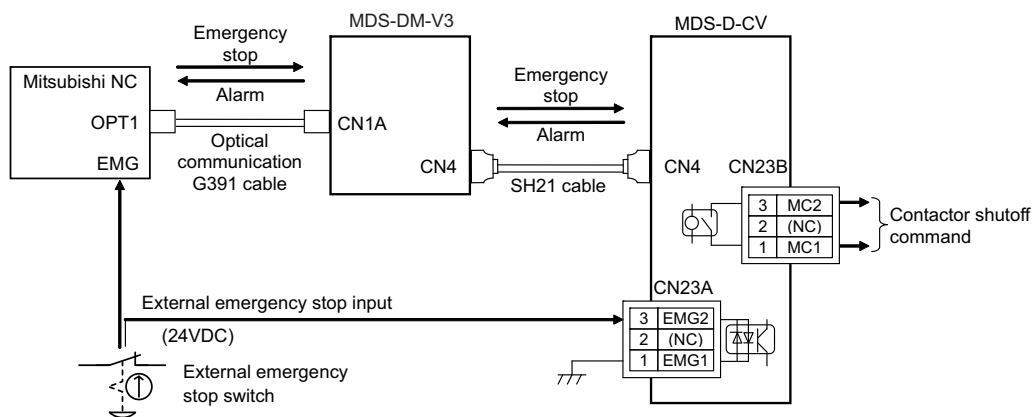 MDS-DM-V3
MDS-D-CV
Emergency
stop
Alarm
Mitsubishi NC
OPT1
EMG
CN1A
CN4
Optical
communication
G391 cable
Emergency
stop
Alarm
SH21 cable
CN4
CN23B
3 MC2
2 (NC)
1 MC1
Contactor shutoff
command
CN23A
3 EMG2
2 (NC)
1 EMG1
External emergency stop input
(24VDC)
External emergency
stop switch